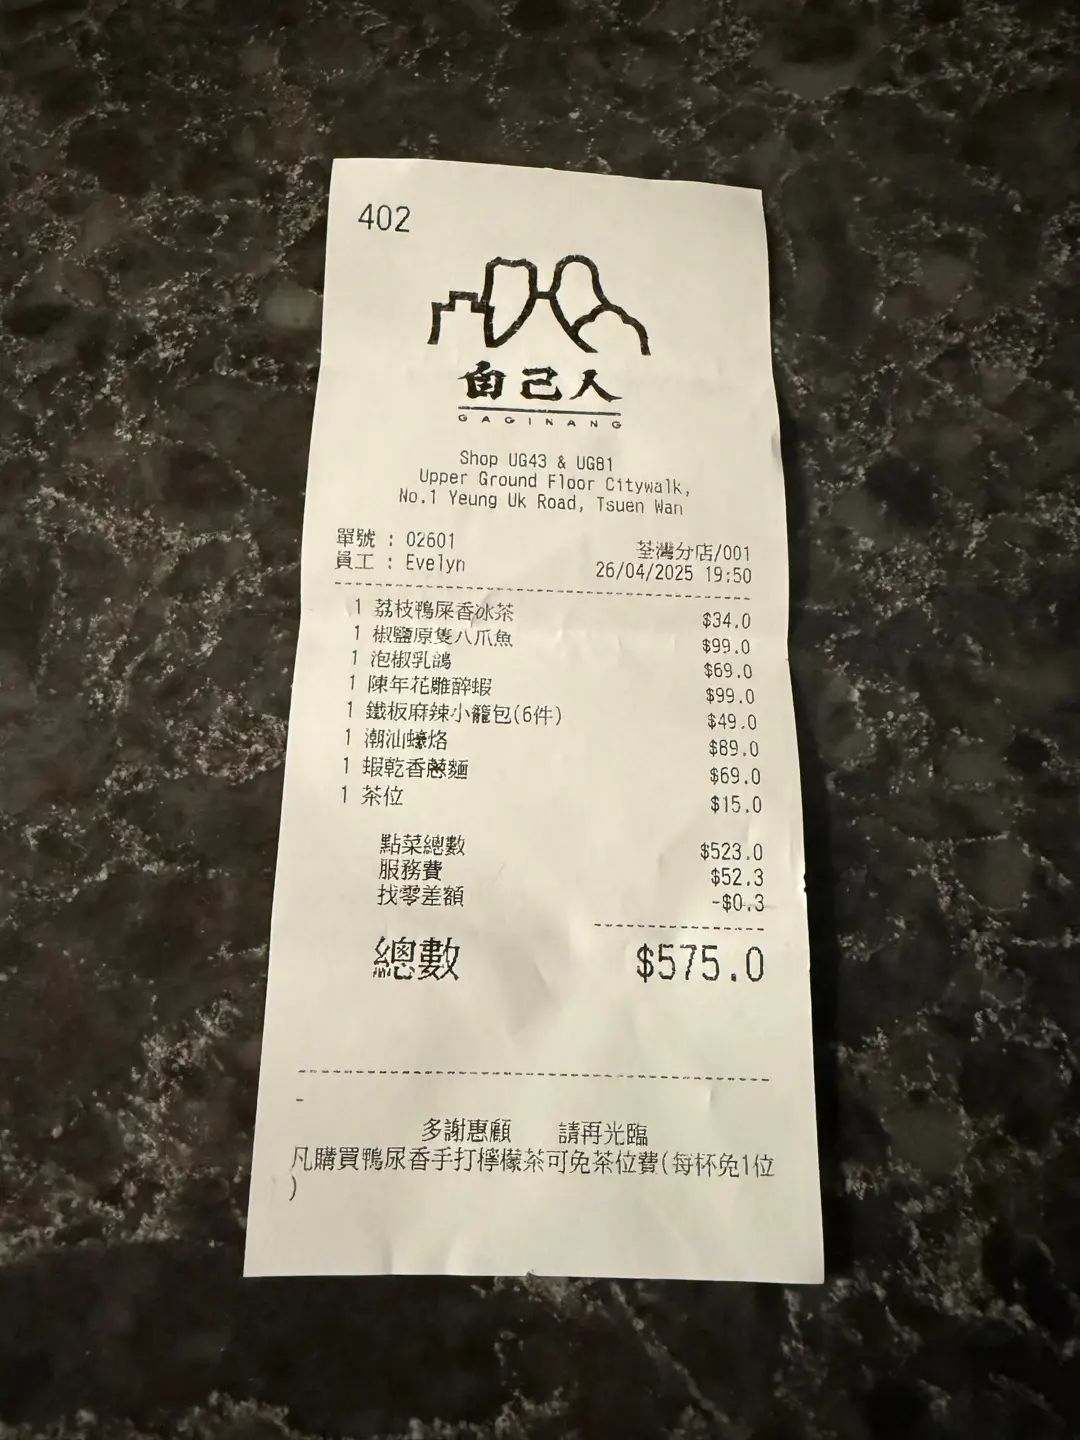 402
自己人
GAGINANG
Shop UG43 & UG81
Upper Ground Floor Citywalk,
No.1 Yeung Uk Road, Tsuen Wan
單號 : 02601
荃灣分店/001
員工 : Evelyn
26/04/2025 19:50
1 荔枝鴨屎香冰茶 $34.0
1 椒鹽原隻八爪魚 $99.0
1 泡椒乳鴿 $69.0
1 陳年花雕醉蝦 $99.0
1 鐵板麻辣小籠包(6件) $49.0
1 潮汕蠔烙 $89.0
1 蝦乾香蔥麵 $69.0
1 茶位 $15.0
點菜總數 $523.0
服務費 $52.3
找零差額 -$0.3
總數 $575.0
-
多謝惠顧 請再光臨
凡購買鴨尿香手打檸檬茶可免茶位費(每杯免1位
)